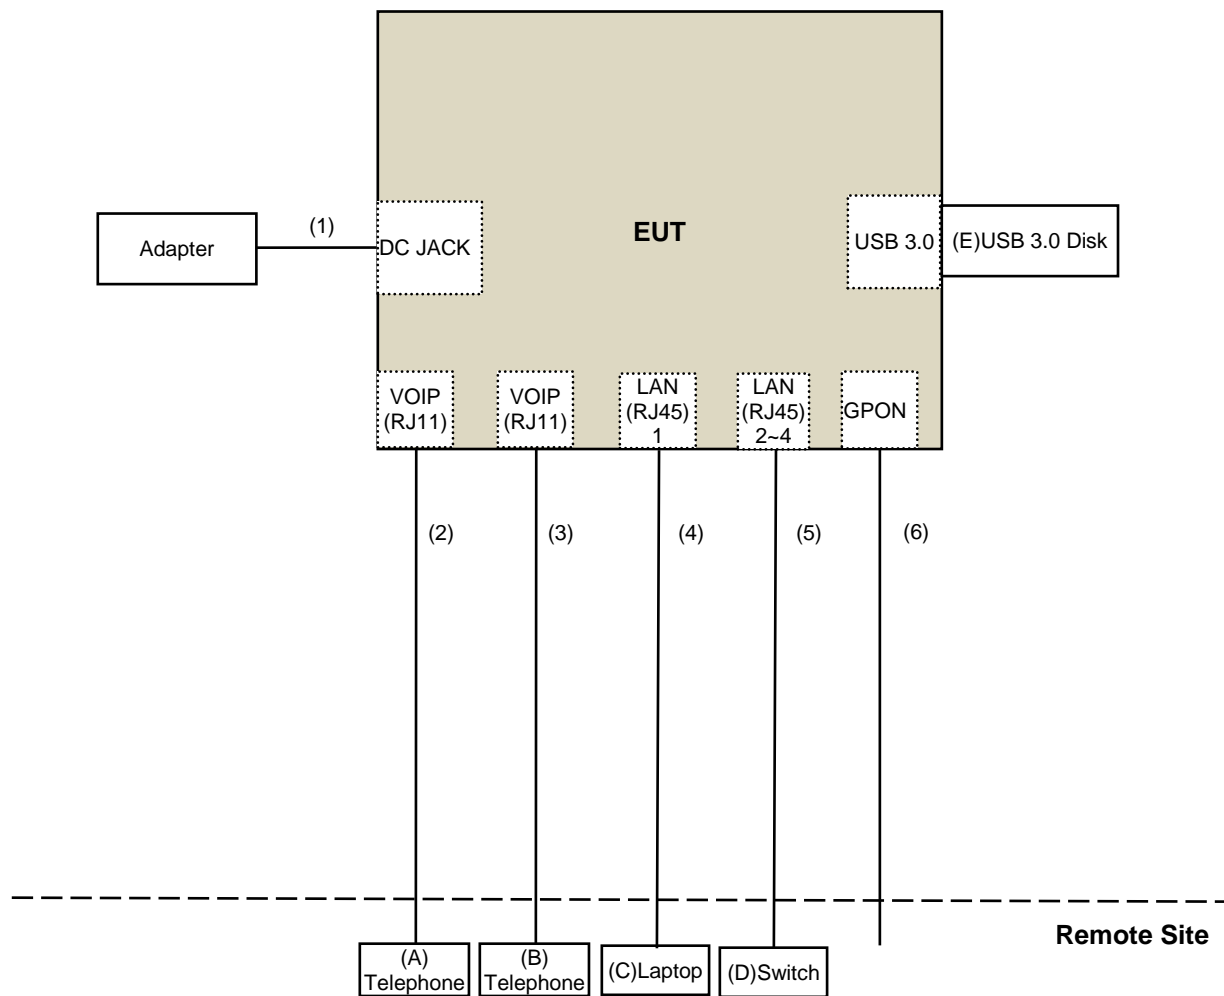 EUT
(1)
Adapter
DC JACK
USB 3.0
(E)USB 3.0 Disk
VOIP
(RJ11)
VOIP
(RJ11)
LAN
(RJ45)
1
LAN
(RJ45)
2~4
GPON
(2)
(3)
(4)
(5)
(6)
Remote Site
(A)
Telephone
(B)
Telephone
(C)Laptop
(D)Switch